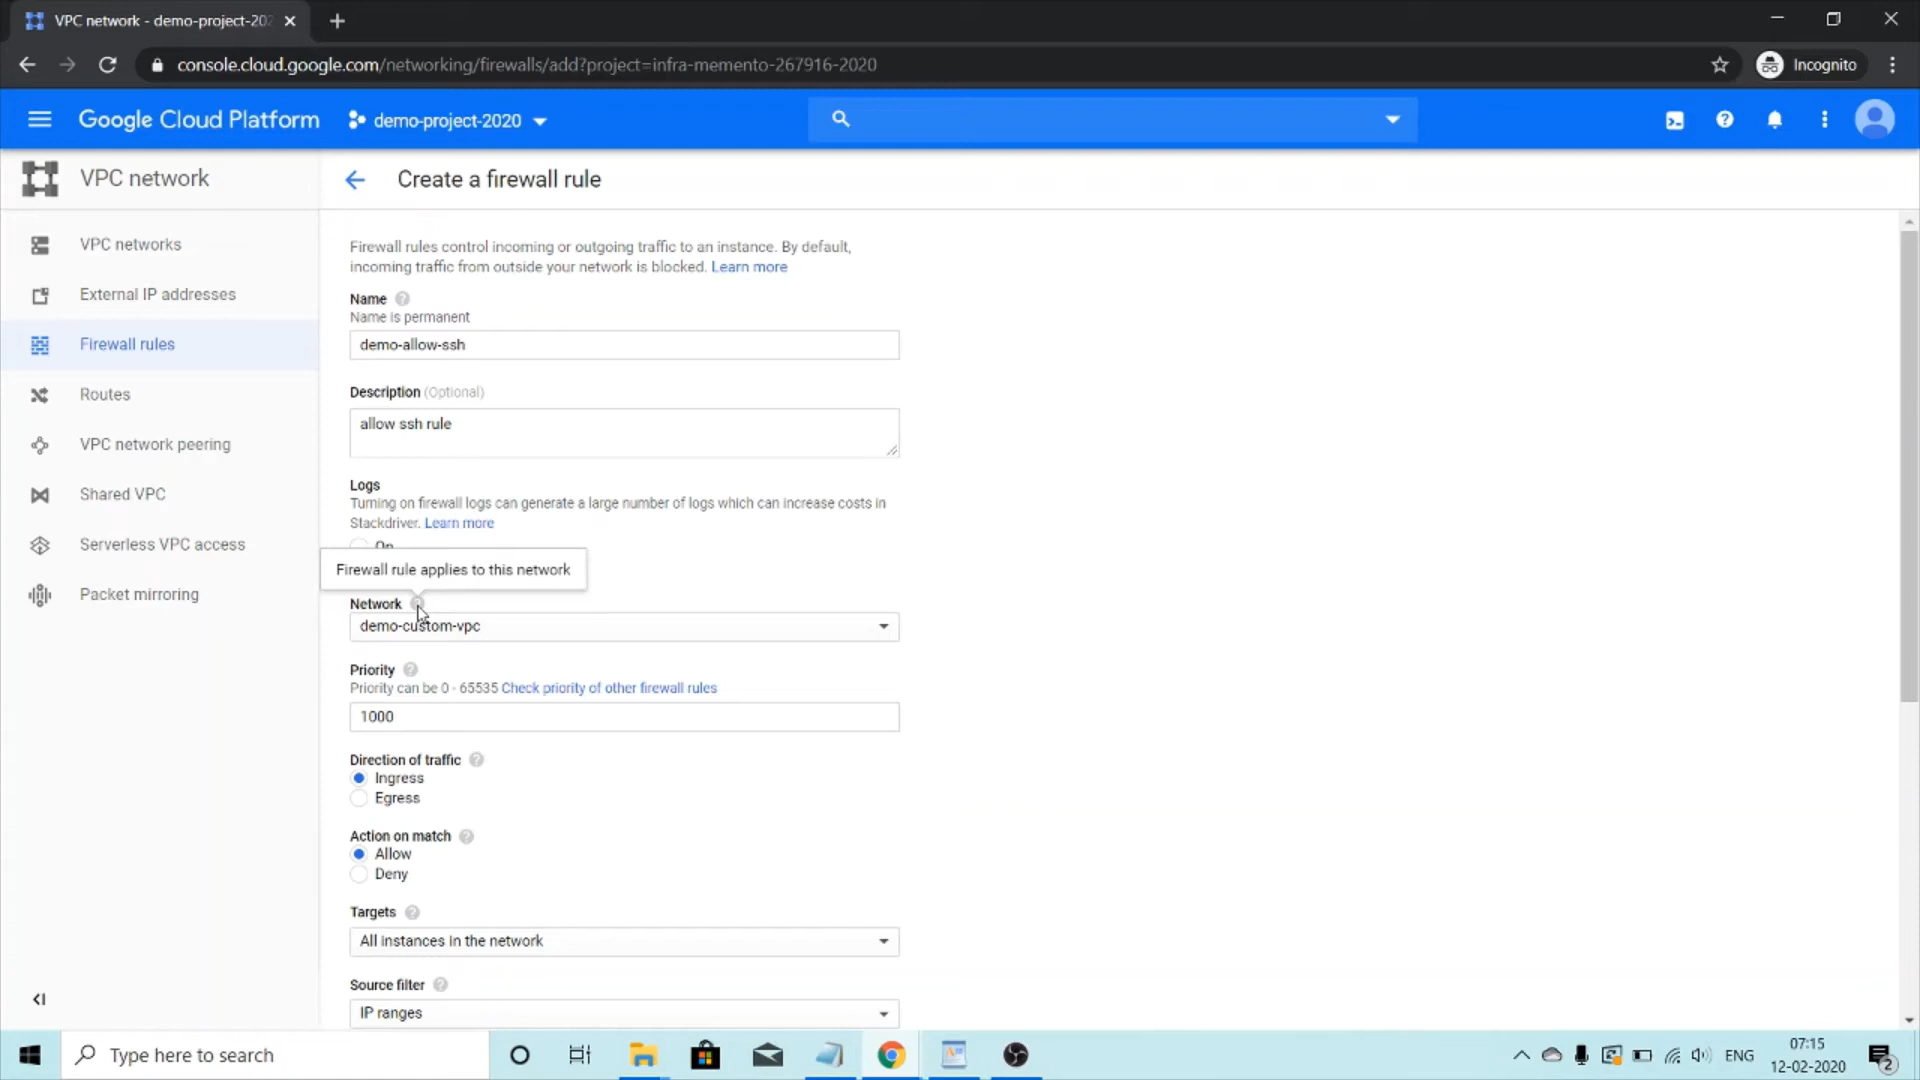 VPC network - demo-project-202
console.cloud.google.com/networking/firewalls/add?project=infra-memento-267916-2020
Incognito
Google Cloud Platform
demo-project-2020
VPC network
Create a firewall rule
VPC networks
External IP addresses
Firewall rules
Routes
VPC network peering
Shared VPC
Serverless VPC access
Packet mirroring
Firewall rules control incoming or outgoing traffic to an instance. By default,
incoming traffic from outside your network is blocked. Learn more
Name
Name is permanent
demo-allow-ssh
Description (Optional)
allow ssh rule
Logs
Turning on firewall logs can generate a large number of logs which can increase costs in
Stackdriver. Learn more
On
Firewall rule applies to this network
Network
demo-custom-vpc
Priority
Priority can be 0 - 65535 Check priority of other firewall rules
1000
Direction of traffic
Ingress
Egress
Action on match
Allow
Deny
Targets
All instances in the network
Source filter
IP ranges
Type here to search
ENG
07:15
12-02-2020
2